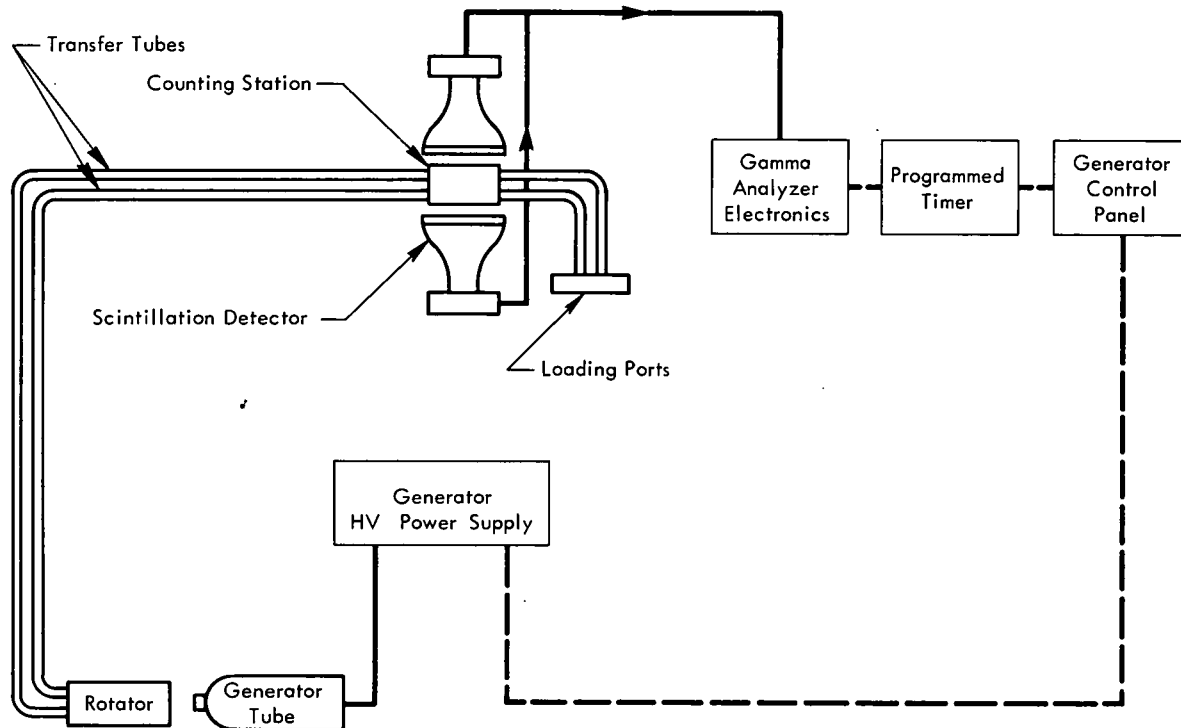 Transfer Tubes
Counting Station
Gamma
Analyzer
Electronics
Programmed
Timer
Generator
Control
Panel
Scintillation Detector
Loading Ports
Generator
HV Power Supply
Rotator
Generator
Tube